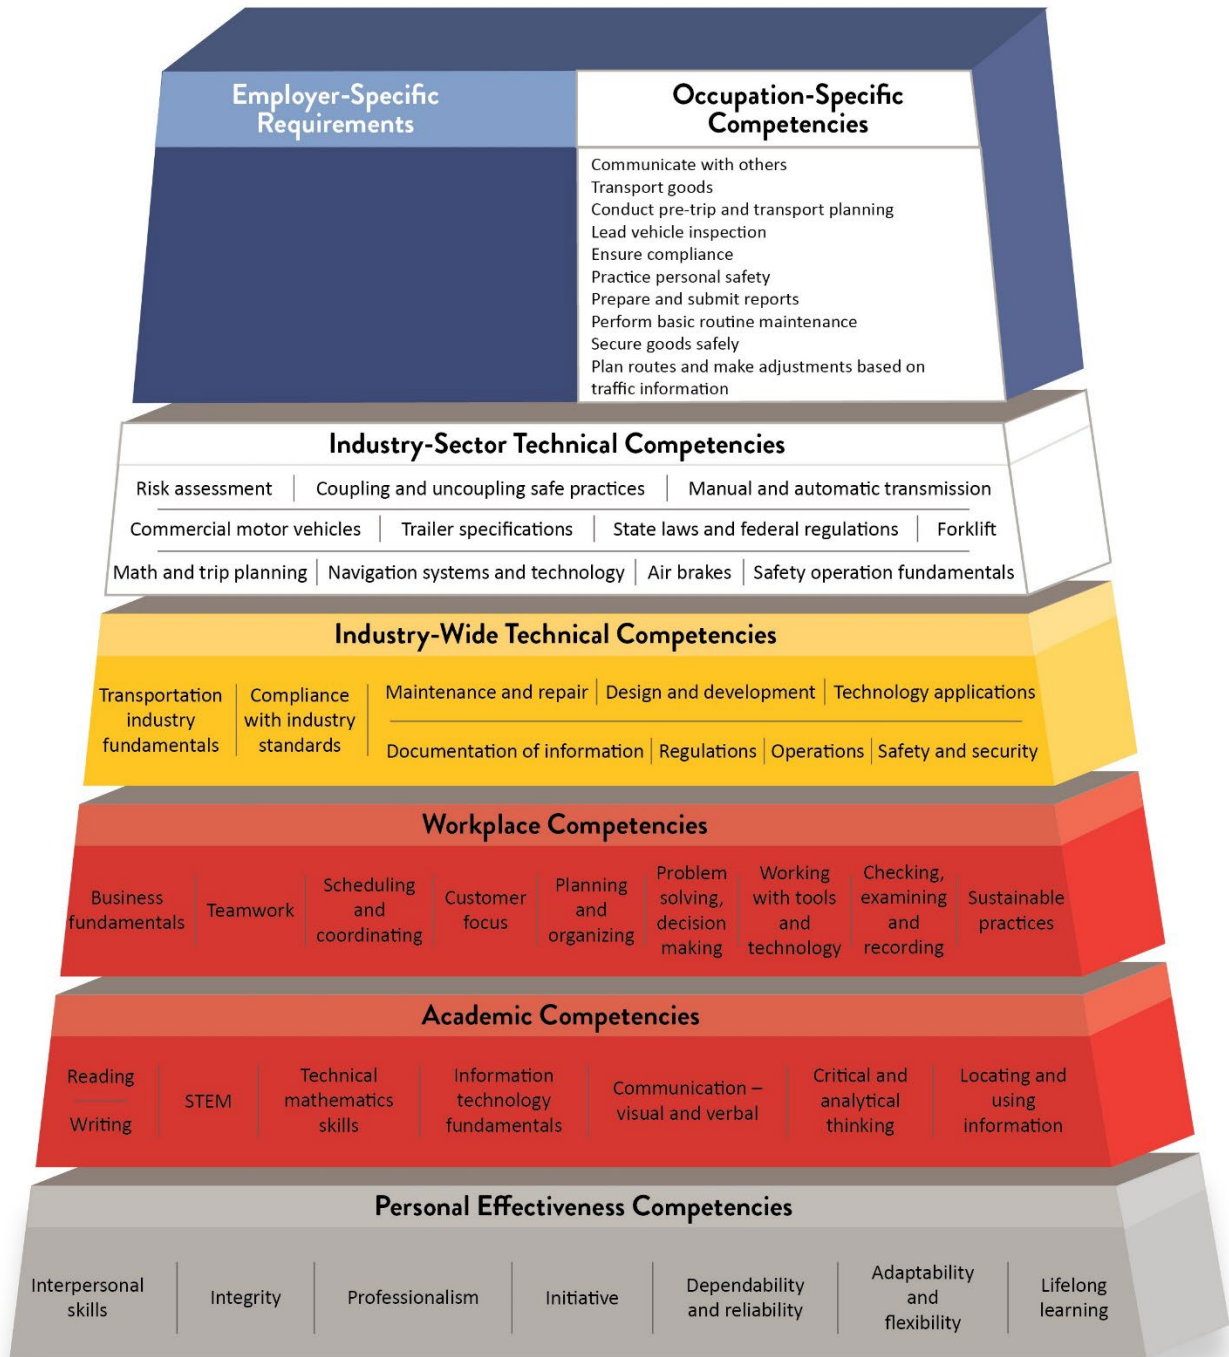 Employer-Specific
Requirements
Occupation-Specific
Competencies
Communicate with others
Transport goods
Conduct pre-trip and transport planning
Lead vehicle inspection
Ensure compliance
Practice personal safety
Prepare and submit reports
Perform basic routine maintenance
Secure goods safely
Plan routes and make adjustments based on
traffic information
Industry-Sector Technical Competencies
Risk assessment
Coupling and uncoupling safe practices
Manual and automatic transmission
Commercial motor vehicles
Trailer specifications
State laws and federal regulations
Forklift
Math and trip planning
Navigation systems and technology
Air brakes
Safety operation fundamentals
Industry-Wide Technical Competencies
Transportation
industry
fundamentals
Compliance
with industry
standards
Maintenance and repair
Design and development
Technology applications
Documentation of information
Regulations
Operations
Safety and security
Workplace Competencies
Business
fundamentals
Teamwork
Scheduling
and
coordinating
Customer
focus
Planning
and
organizing
Problem
solving,
decision
making
Working
with tools
and
technology
Checking,
examining
and
recording
Sustainable
practices
Academic Competencies
Reading
Writing
STEM
Technical
mathematics
skills
Information
technology
fundamentals
Communication –
visual and verbal
Critical and
analytical
thinking
Locating and
using
information
Personal Effectiveness Competencies
Interpersonal
skills
Integrity
Professionalism
Initiative
Dependability
and reliability
Adaptability
and
flexibility
Lifelong
learning